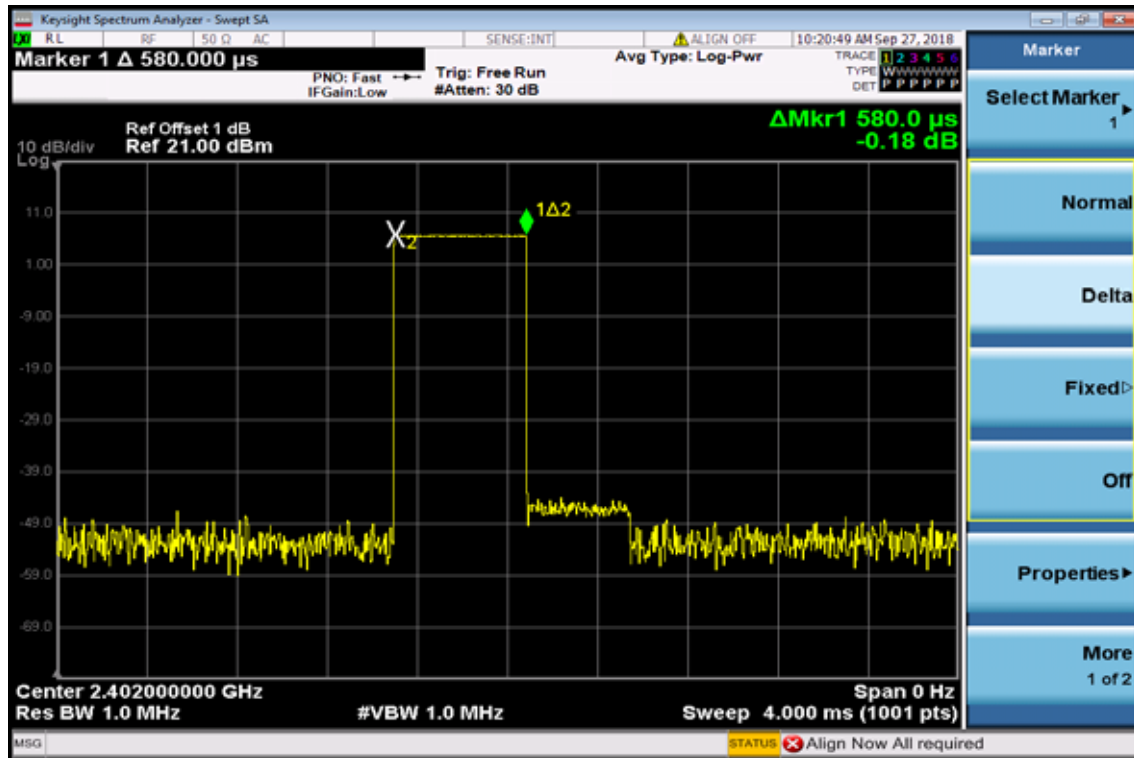 Keysight Spectrum Analyzer - Swept SA
RL RF 50 Ω AC SENSE:INT ALIGN OFF 10:20:49 AM Sep 27, 2018
Marker 1 Δ 580.000 µs
PNO: Fast
IFGain:Low
Trig: Free Run
#Atten: 30 dB
Avg Type: Log-Pwr
TRACE 1 2 3 4 5 6
TYPE WWWWWWW
DET P P P P P P
ΔMkr1 580.0 µs
-0.18 dB
Ref Offset 1 dB
10 dB/div Ref 21.00 dBm
Log
11.0
1.00
-9.00
-19.0
-29.0
-39.0
-49.0
-59.0
-69.0
X2
1Δ2
Center 2.402000000 GHz Span 0 Hz
Res BW 1.0 MHz #VBW 1.0 MHz Sweep 4.000 ms (1001 pts)
MSG STATUS Align Now All required
Marker
Select Marker
1
Normal
Delta
Fixed
Off
Properties
More
1 of 2